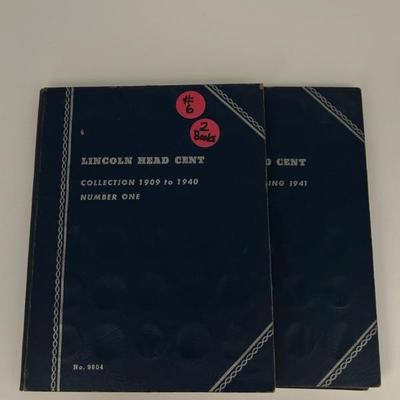 #6
2
Books
LINCOLN HEAD CENT
COLLECTION 1909 to 1940
NUMBER ONE
No. 9004
D CENT
ING 1941